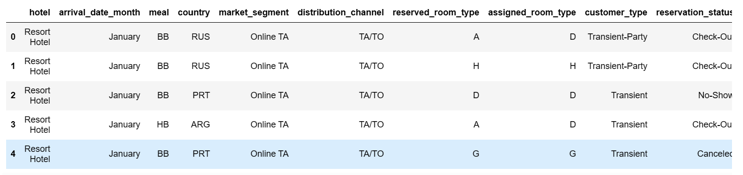 hotel arrival_date_month meal country market_segment distribution_channel reserved_room_type assigned_room_type customer_type reservation_status
0 Resort Hotel January BB RUS Online TA TA/TO A D Transient-Party Check-Ou
1 Resort Hotel January BB RUS Online TA TA/TO H H Transient-Party Check-Ou
2 Resort Hotel January BB PRT Online TA TA/TO D D Transient No-Show
3 Resort Hotel January HB ARG Online TA TA/TO A D Transient Check-Ou
4 Resort Hotel January BB PRT Online TA TA/TO G G Transient Canceled